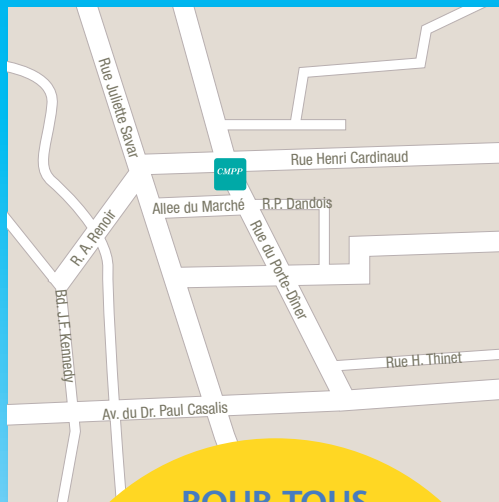 Rue Juliette Savar
CMPP
Rue Henri Cardinaud
Allee du Marché
R.P. Dandois
R. A. Renoir
Rue du Porte-Dîner
Bd. J.F. Kennedy
Rue H. Thinet
Av. du Dr. Paul Casalis
POUR TOUS